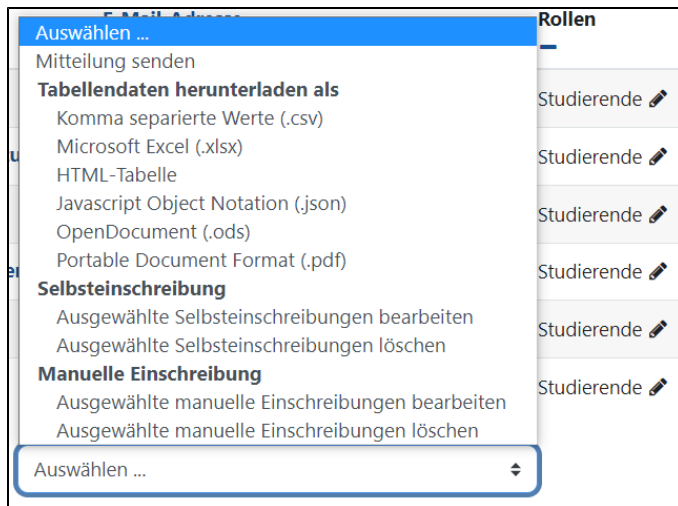 E-Mail-Adresse
Rollen
Auswählen ...
Mitteilung senden
Tabellendaten herunterladen als
Komma separierte Werte (.csv)
Studierende
Microsoft Excel (.xlsx)
Studierende
HTML-Tabelle
Javascript Object Notation (.json)
Studierende
OpenDocument (.ods)
Portable Document Format (.pdf)
Studierende
Selbsteinschreibung
Ausgewählte Selbsteinschreibungen bearbeiten
Studierende
Ausgewählte Selbsteinschreibungen löschen
Manuelle Einschreibung
Studierende
Ausgewählte manuelle Einschreibungen bearbeiten
Ausgewählte manuelle Einschreibungen löschen
Auswählen ...